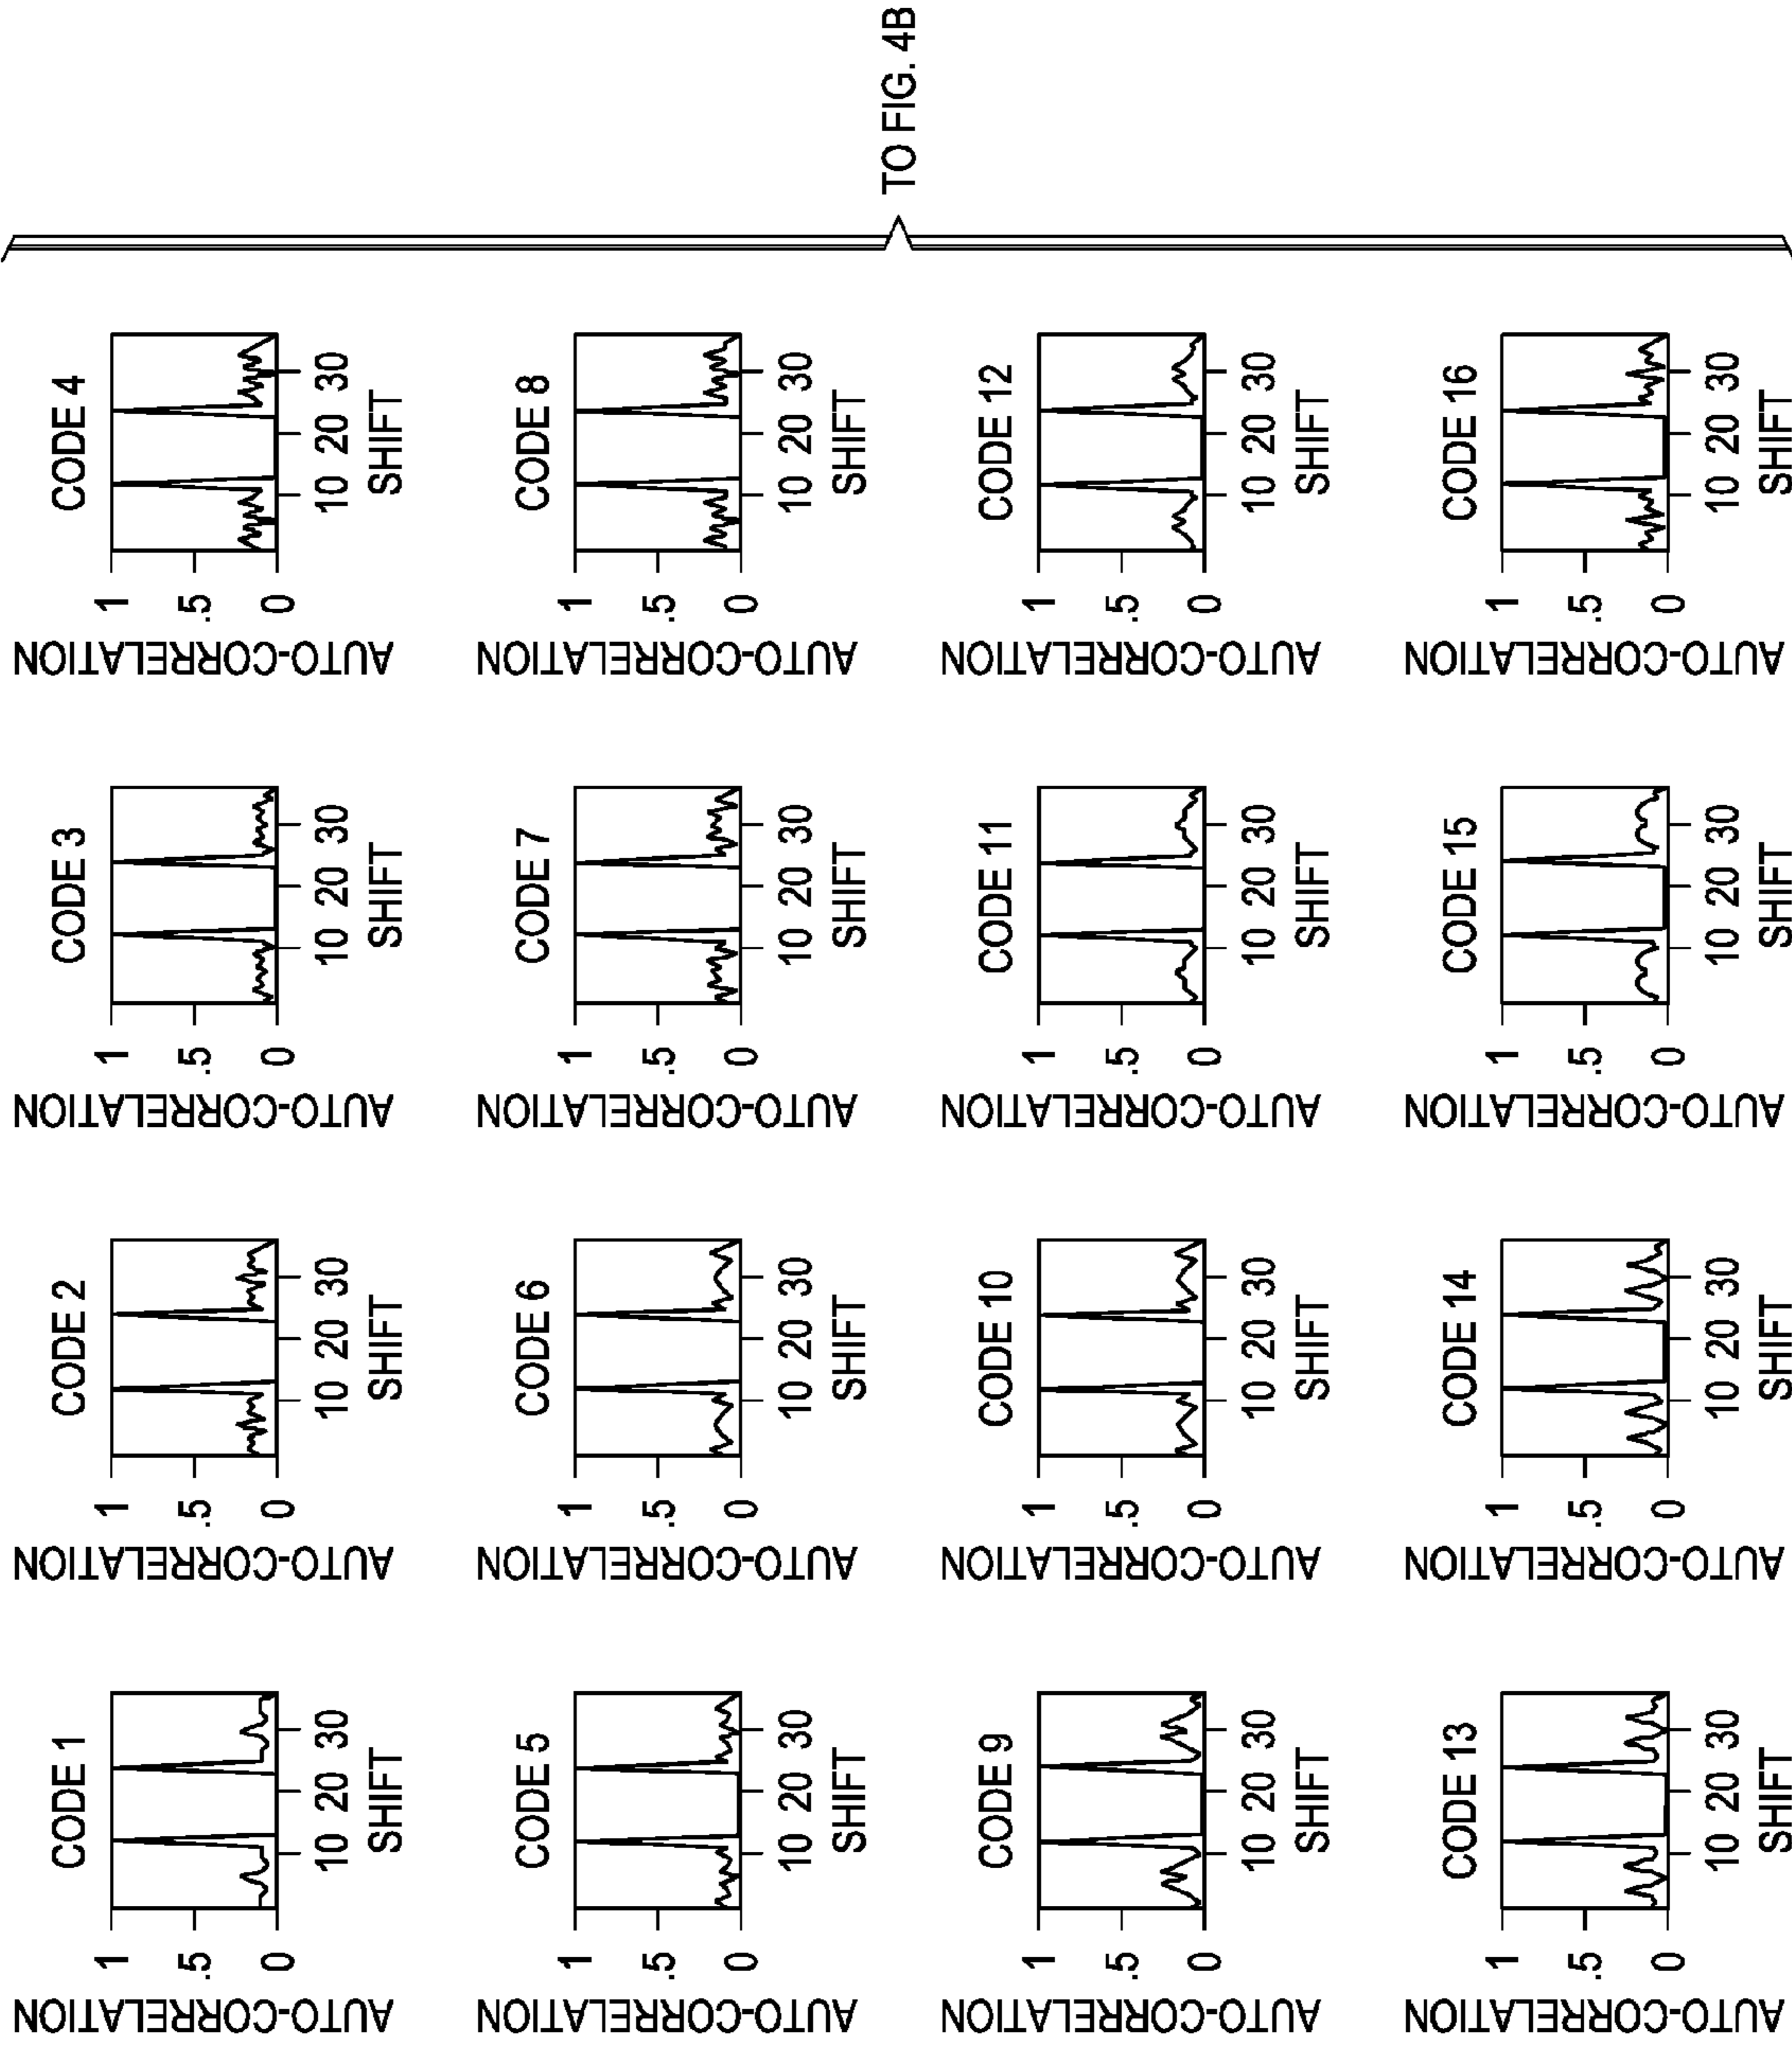 CODE 1
AUTO-CORRELATION
1
.5
0
10 20 30
SHIFT
CODE 2
AUTO-CORRELATION
1
.5
0
10 20 30
SHIFT
CODE 3
AUTO-CORRELATION
1
.5
0
10 20 30
SHIFT
CODE 4
AUTO-CORRELATION
1
.5
0
10 20 30
SHIFT
CODE 5
AUTO-CORRELATION
1
.5
0
10 20 30
SHIFT
CODE 6
AUTO-CORRELATION
1
.5
0
10 20 30
SHIFT
CODE 7
AUTO-CORRELATION
1
.5
0
10 20 30
SHIFT
CODE 8
AUTO-CORRELATION
1
.5
0
10 20 30
SHIFT
CODE 9
AUTO-CORRELATION
1
.5
0
10 20 30
SHIFT
CODE 10
AUTO-CORRELATION
1
.5
0
10 20 30
SHIFT
CODE 11
AUTO-CORRELATION
1
.5
0
10 20 30
SHIFT
CODE 12
AUTO-CORRELATION
1
.5
0
10 20 30
SHIFT
CODE 13
AUTO-CORRELATION
1
.5
0
10 20 30
SHIFT
CODE 14
AUTO-CORRELATION
1
.5
0
10 20 30
SHIFT
CODE 15
AUTO-CORRELATION
1
.5
0
10 20 30
SHIFT
CODE 16
AUTO-CORRELATION
1
.5
0
10 20 30
SHIFT
TO FIG. 4B